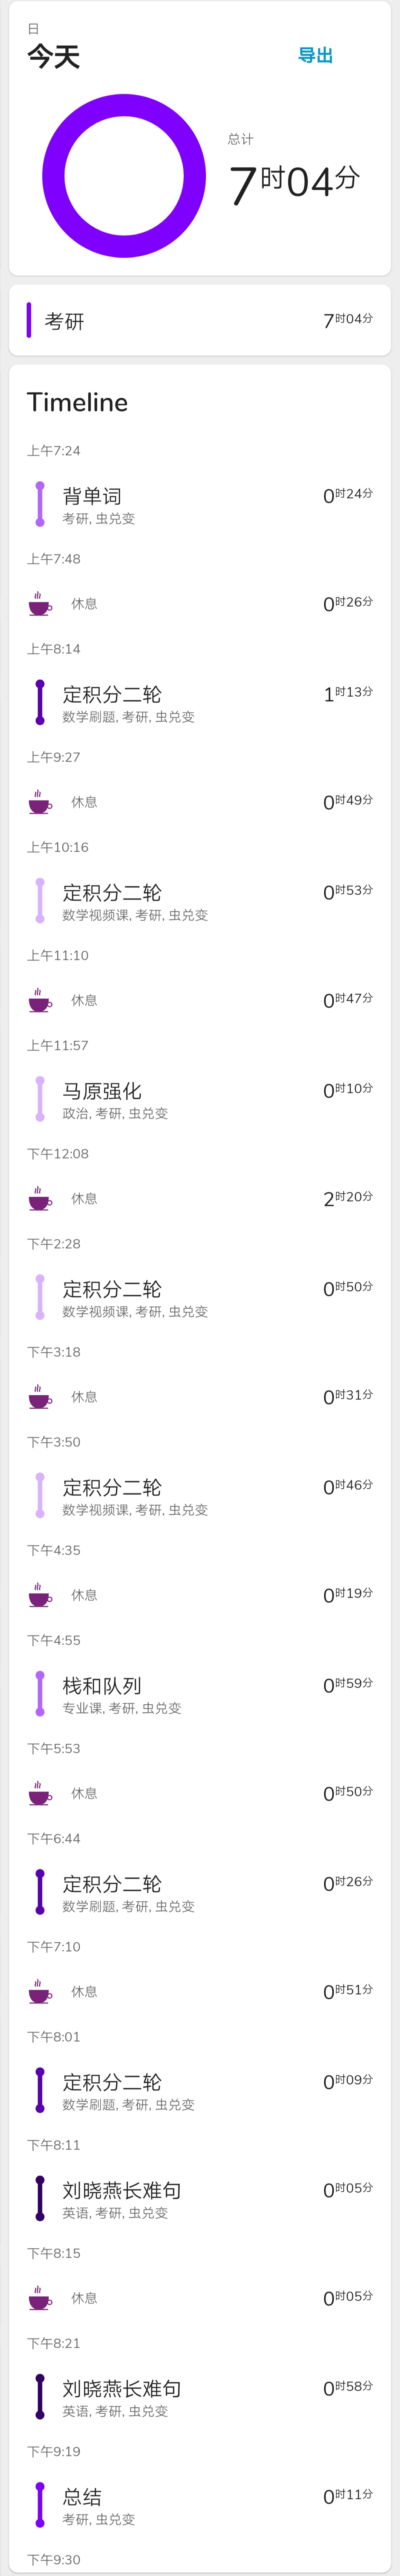 日
今天
导出
总计
7时04分
考研
7时04分
Timeline
上午7:24
背单词
0时24分
考研, 虫兑变
上午7:48
休息
0时26分
上午8:14
定积分二轮
1时13分
数学刷题, 考研, 虫兑变
上午9:27
休息
0时49分
上午10:16
定积分二轮
0时53分
数学视频课, 考研, 虫兑变
上午11:10
休息
0时47分
上午11:57
马原强化
0时10分
政治, 考研, 虫兑变
下午12:08
休息
2时20分
下午2:28
定积分二轮
0时50分
数学视频课, 考研, 虫兑变
下午3:18
休息
0时31分
下午3:50
定积分二轮
0时46分
数学视频课, 考研, 虫兑变
下午4:35
休息
0时19分
下午4:55
栈和队列
0时59分
专业课, 考研, 虫兑变
下午5:53
休息
0时50分
下午6:44
定积分二轮
0时26分
数学刷题, 考研, 虫兑变
下午7:10
休息
0时51分
下午8:01
定积分二轮
0时09分
数学刷题, 考研, 虫兑变
下午8:11
刘晓燕长难句
0时05分
英语, 考研, 虫兑变
下午8:15
休息
0时05分
下午8:21
刘晓燕长难句
0时58分
英语, 考研, 虫兑变
下午9:19
总结
0时11分
考研, 虫兑变
下午9:30